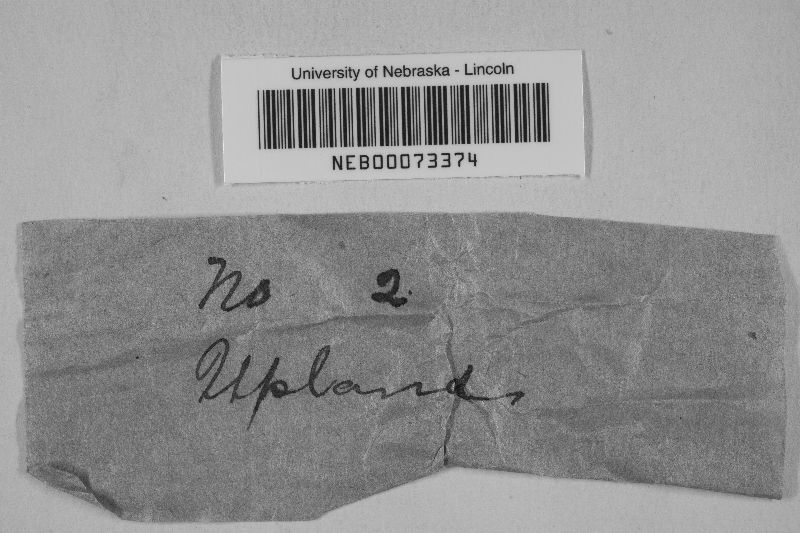 University of Nebraska - Lincoln
NEB00073374
No 2.
Uplands